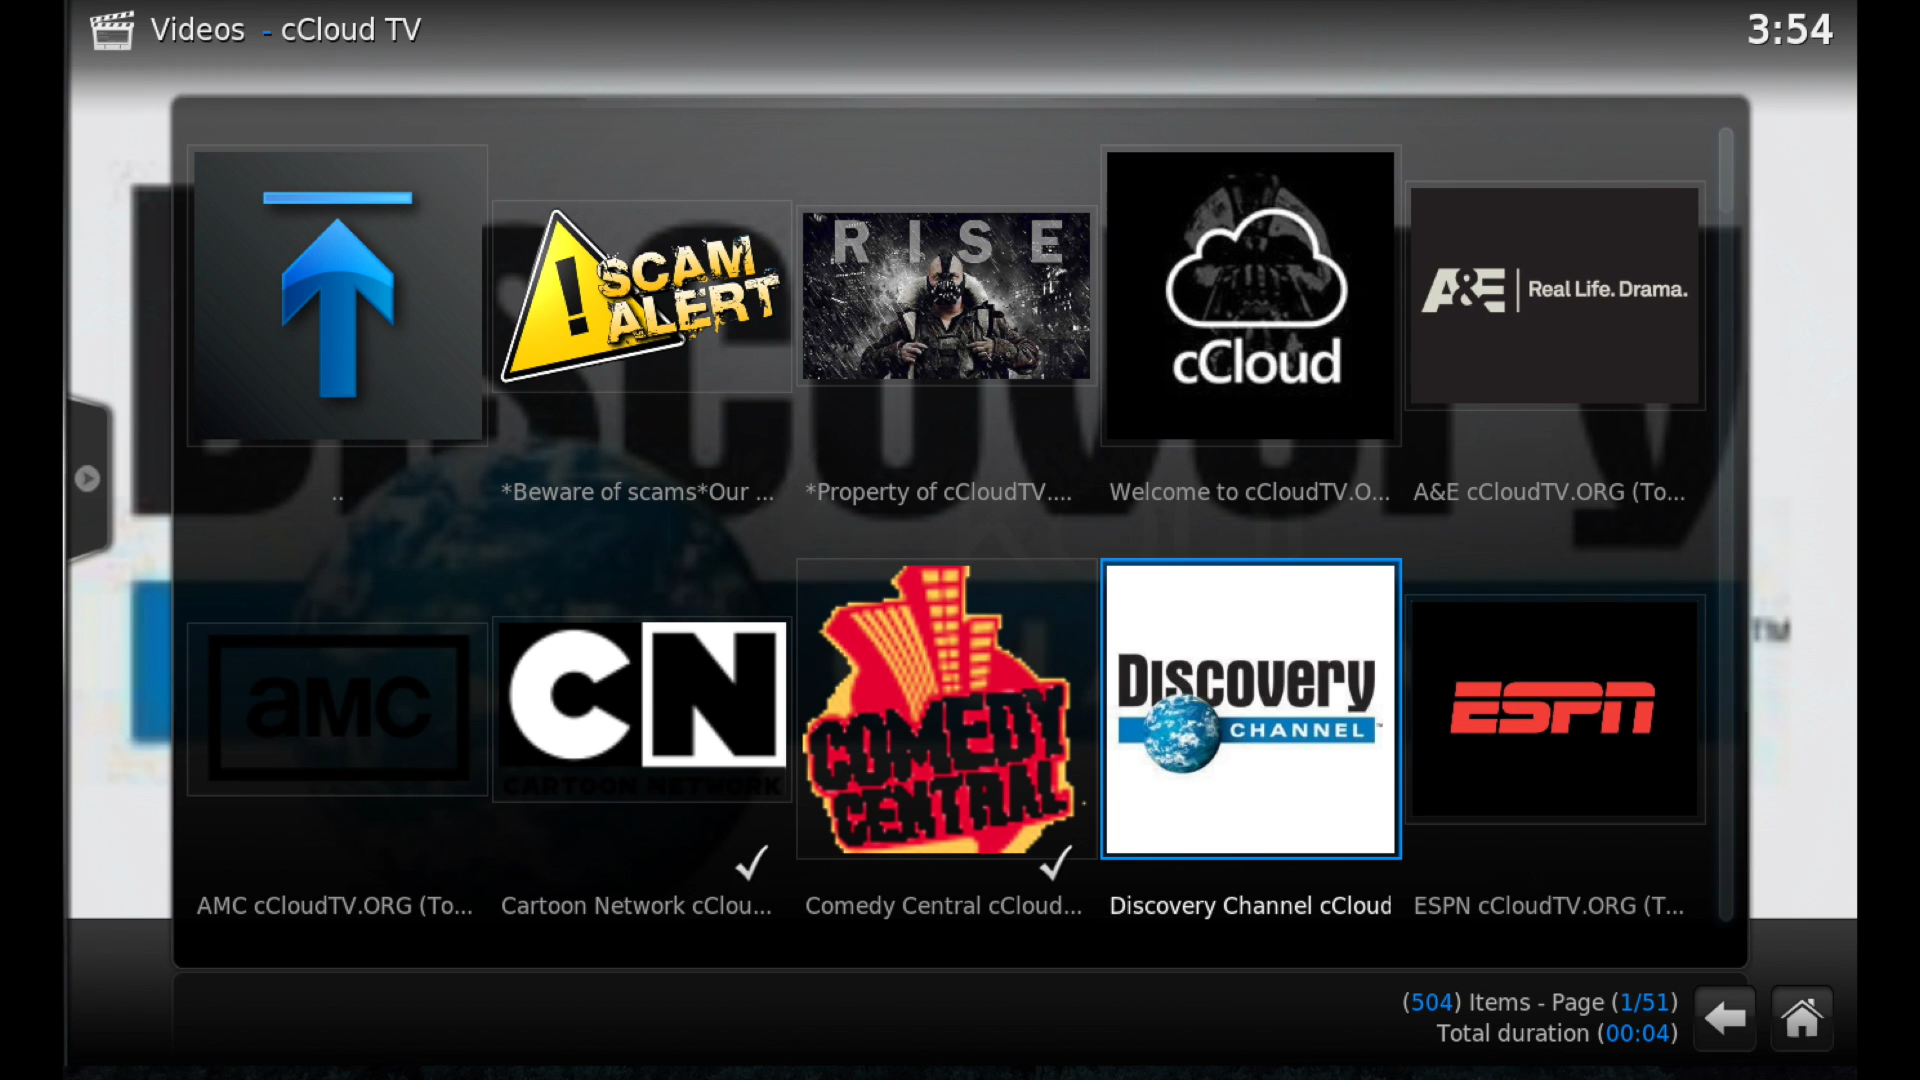 Videos - cCloud TV
3:54
SCAM
ALERT
RISE
cCloud
A&E | Real Life. Drama.
..
*Beware of scams*Our ...
*Property of cCloudTV....
Welcome to cCloudTV.O...
A&E cCloudTV.ORG (To...
aMC
CN
CARTOON NETWORK
COMEDY
CENTRAL
Discovery
CHANNEL
ESPN
TM
AMC cCloudTV.ORG (To...
Cartoon Network cClou...
Comedy Central cCloud...
Discovery Channel cCloud
ESPN cCloudTV.ORG (T...
(504) Items - Page (1/51)
Total duration (00:04)